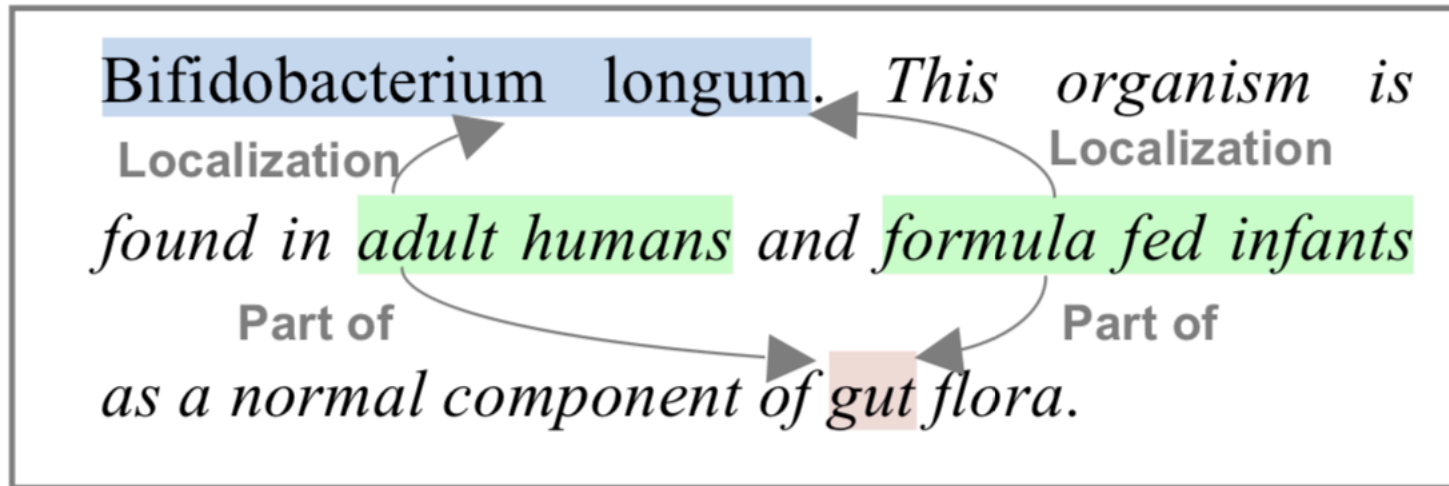 Bifidobacterium longum. This organism is
Localization Localization
found in adult humans and formula fed infants
Part of Part of
as a normal component of gut flora.